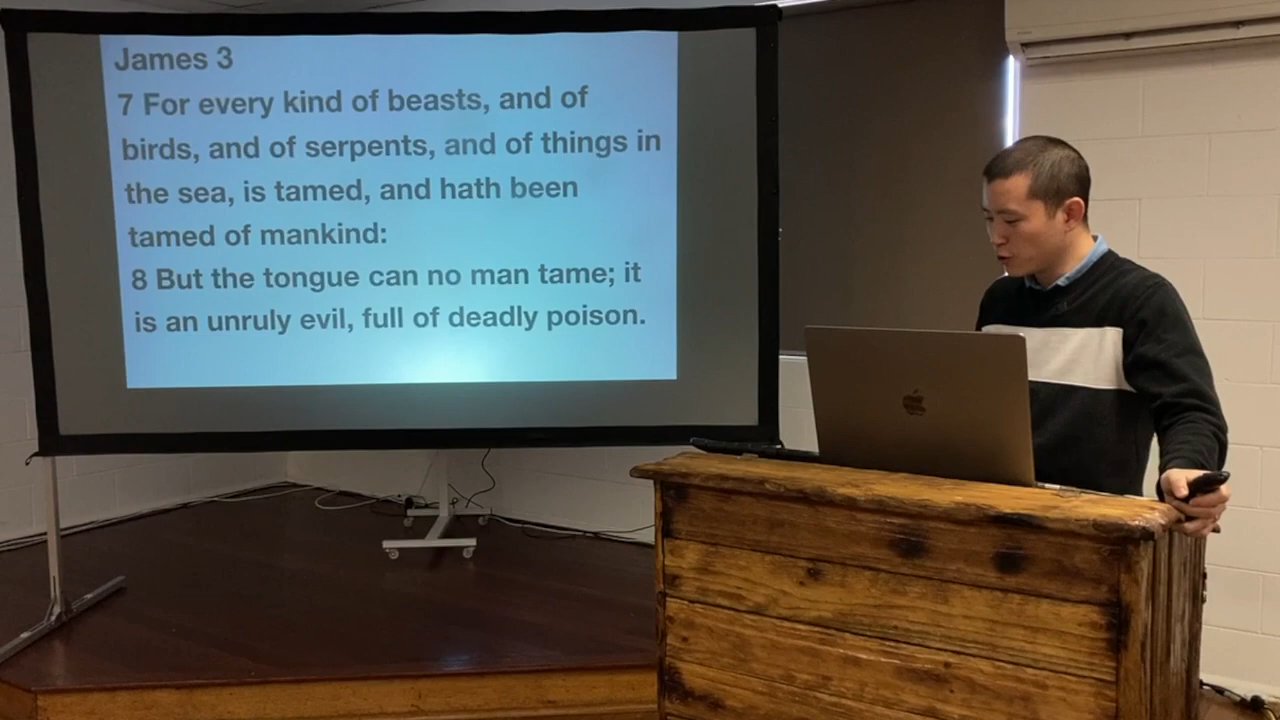 James 3
7 For every kind of beasts, and of
birds, and of serpents, and of things in
the sea, is tamed, and hath been
tamed of mankind:
8 But the tongue can no man tame; it
is an unruly evil, full of deadly poison.